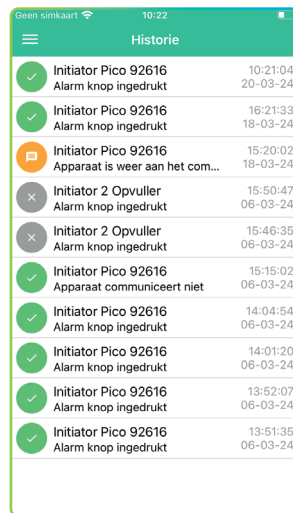 Geen simkaart 10:22
Historie
Initiator Pico 92616 10:21:04
Alarm knop ingedrukt 20-03-24
Initiator Pico 92616 16:21:33
Alarm knop ingedrukt 18-03-24
Initiator Pico 92616 15:20:02
Apparaat is weer aan het com... 18-03-24
Initiator 2 Opvuller 15:50:47
Alarm knop ingedrukt 06-03-24
Initiator 2 Opvuller 15:46:35
Alarm knop ingedrukt 06-03-24
Initiator Pico 92616 15:15:02
Apparaat communiceert niet 06-03-24
Initiator Pico 92616 14:04:54
Alarm knop ingedrukt 06-03-24
Initiator Pico 92616 14:01:20
Alarm knop ingedrukt 06-03-24
Initiator Pico 92616 13:52:07
Alarm knop ingedrukt 06-03-24
Initiator Pico 92616 13:51:35
Alarm knop ingedrukt 06-03-24